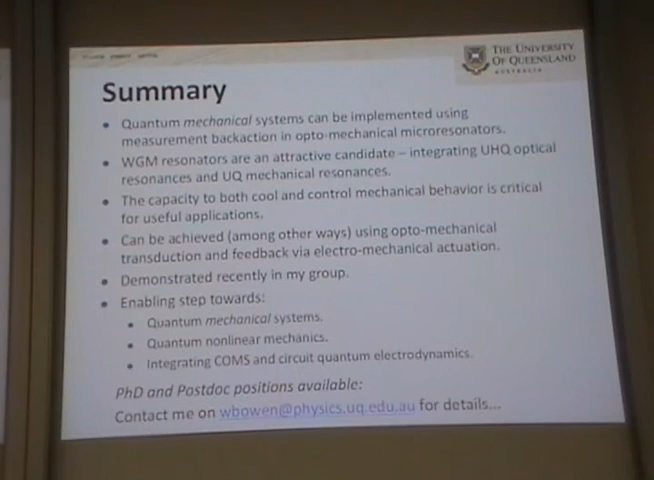 THE UNIVERSITY
OF QUEENSLAND
AUSTRALIA
Summary
• Quantum mechanical systems can be implemented using
measurement backaction in opto-mechanical microresonators.
• WGM resonators are an attractive candidate – integrating UHQ optical
resonances and UQ mechanical resonances.
• The capacity to both cool and control mechanical behavior is critical
for useful applications.
• Can be achieved (among other ways) using opto-mechanical
transduction and feedback via electro-mechanical actuation.
• Demonstrated recently in my group.
• Enabling step towards:
• Quantum mechanical systems.
• Quantum nonlinear mechanics.
• Integrating COMS and circuit quantum electrodynamics.
PhD and Postdoc positions available:
Contact me on wbowen@physics.uq.edu.au for details...